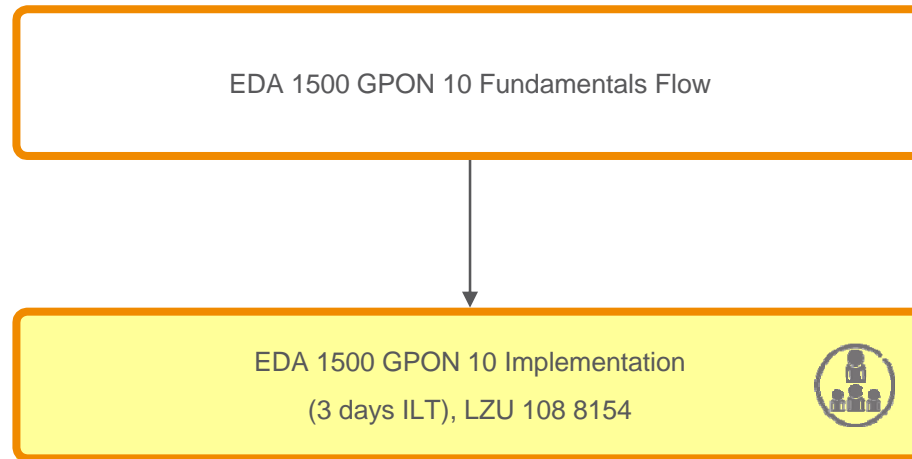 EDA 1500 GPON 10 Fundamentals Flow
EDA 1500 GPON 10 Implementation
(3 days ILT), LZU 108 8154